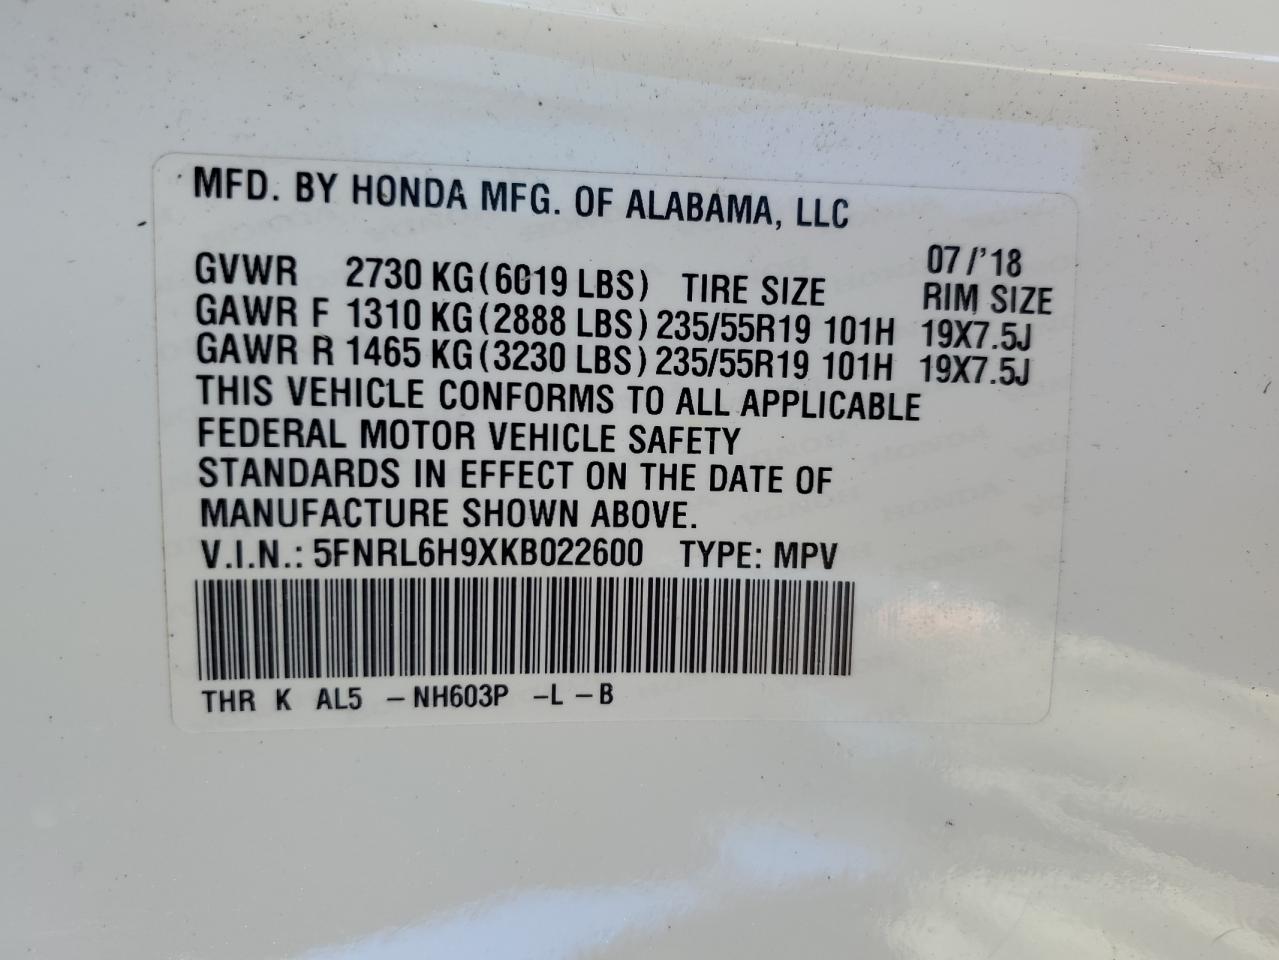 MFD. BY HONDA MFG. OF ALABAMA, LLC
07/'18
GVWR 2730 KG(6019 LBS) TIRE SIZE RIM SIZE
GAWR F 1310 KG(2888 LBS) 235/55R19 101H 19X7.5J
GAWR R 1465 KG(3230 LBS) 235/55R19 101H 19X7.5J
THIS VEHICLE CONFORMS TO ALL APPLICABLE
FEDERAL MOTOR VEHICLE SAFETY
STANDARDS IN EFFECT ON THE DATE OF
MANUFACTURE SHOWN ABOVE.
V.I.N.: 5FNRL6H9XKB022600 TYPE: MPV
THR K AL5 -NH603P -L -B